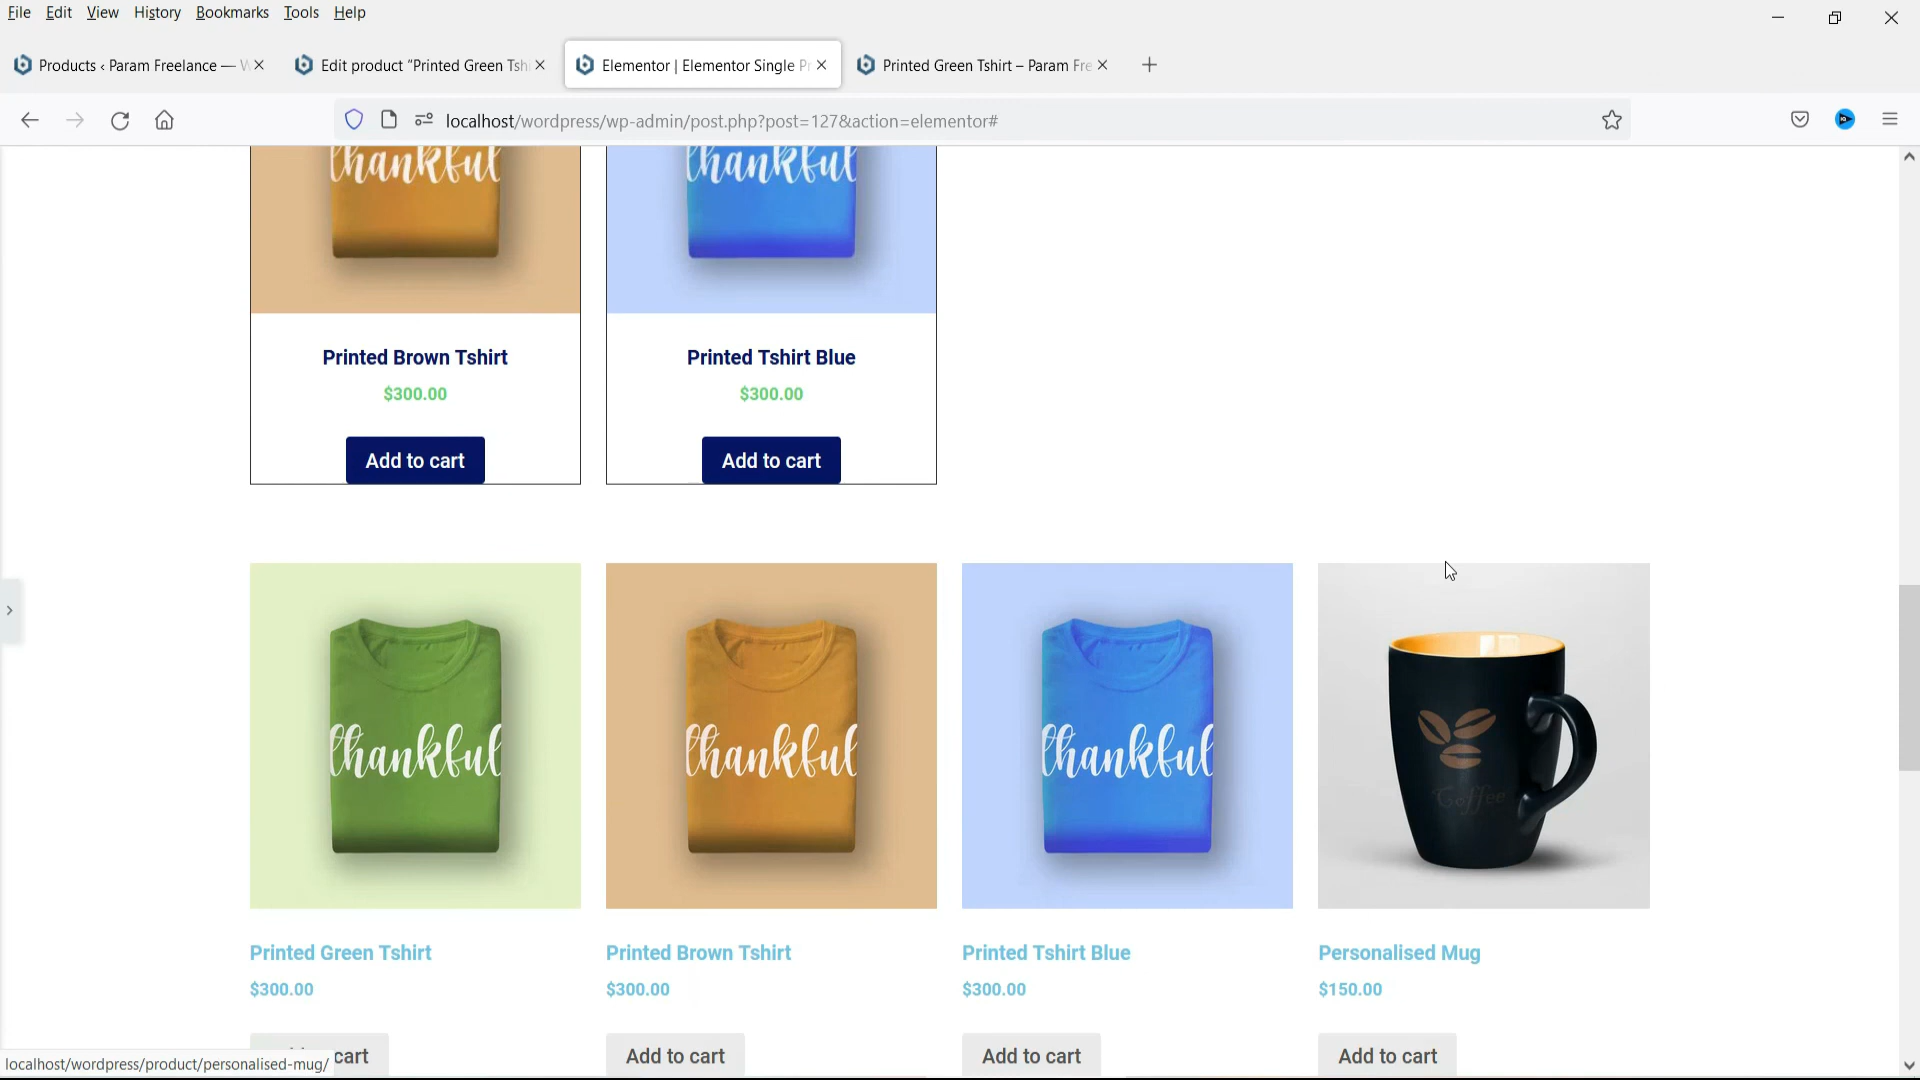 File Edit View History Bookmarks Tools Help
Products ‹ Param Freelance — W
Edit product “Printed Green Tshi
Elementor | Elementor Single Pr
Printed Green Tshirt – Param Fre
localhost/wordpress/wp-admin/post.php?post=127&action=elementor#
thankful thankful
Printed Brown Tshirt Printed Tshirt Blue
$300.00 $300.00
Add to cart Add to cart
thankful thankful thankful
Coffee
Printed Green Tshirt Printed Brown Tshirt Printed Tshirt Blue Personalised Mug
$300.00 $300.00 $300.00 $150.00
cart Add to cart Add to cart Add to cart
localhost/wordpress/product/personalised-mug/